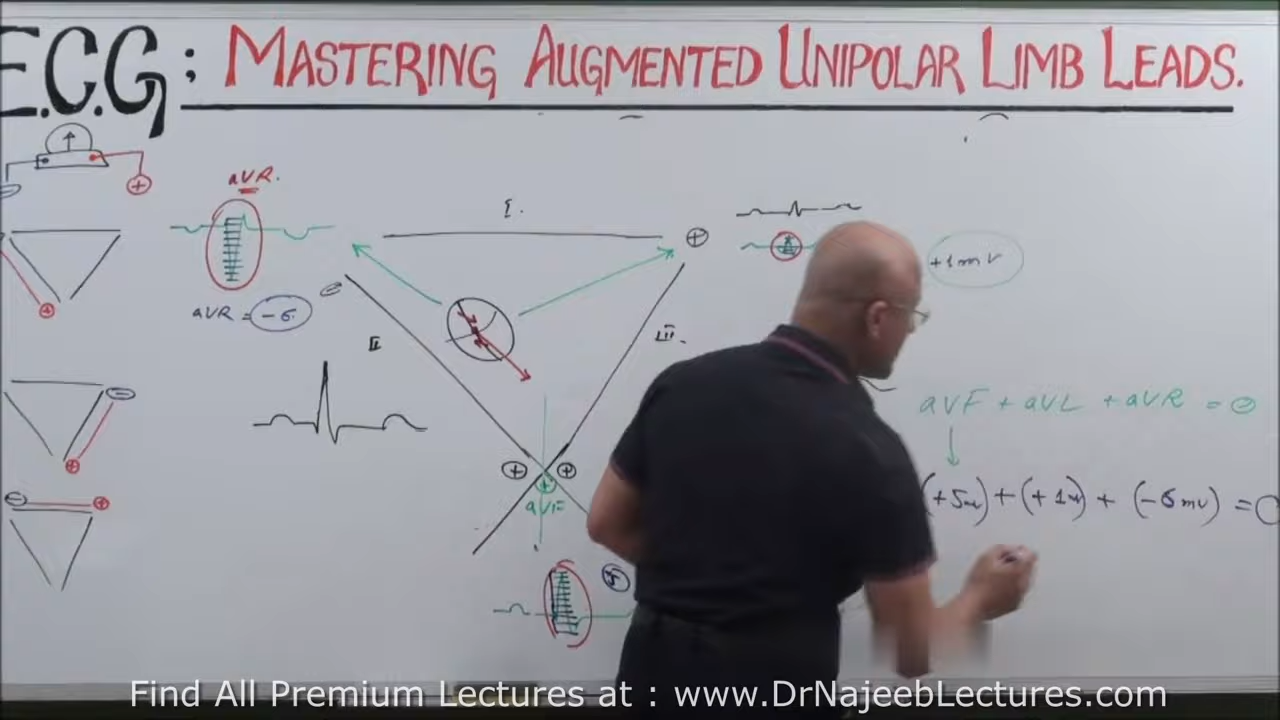 E.C.G; MASTERING AUGMENTED UNIPOLAR LIMB LEADS.
aVR.
I.
+1mV
aVR = -6
II
III.
aVF + aVL + aVR = 0
(+5mv) + (+1mv) + (-6mv) = 0
aVF
5
Find All Premium Lectures at : www.DrNajeebLectures.com